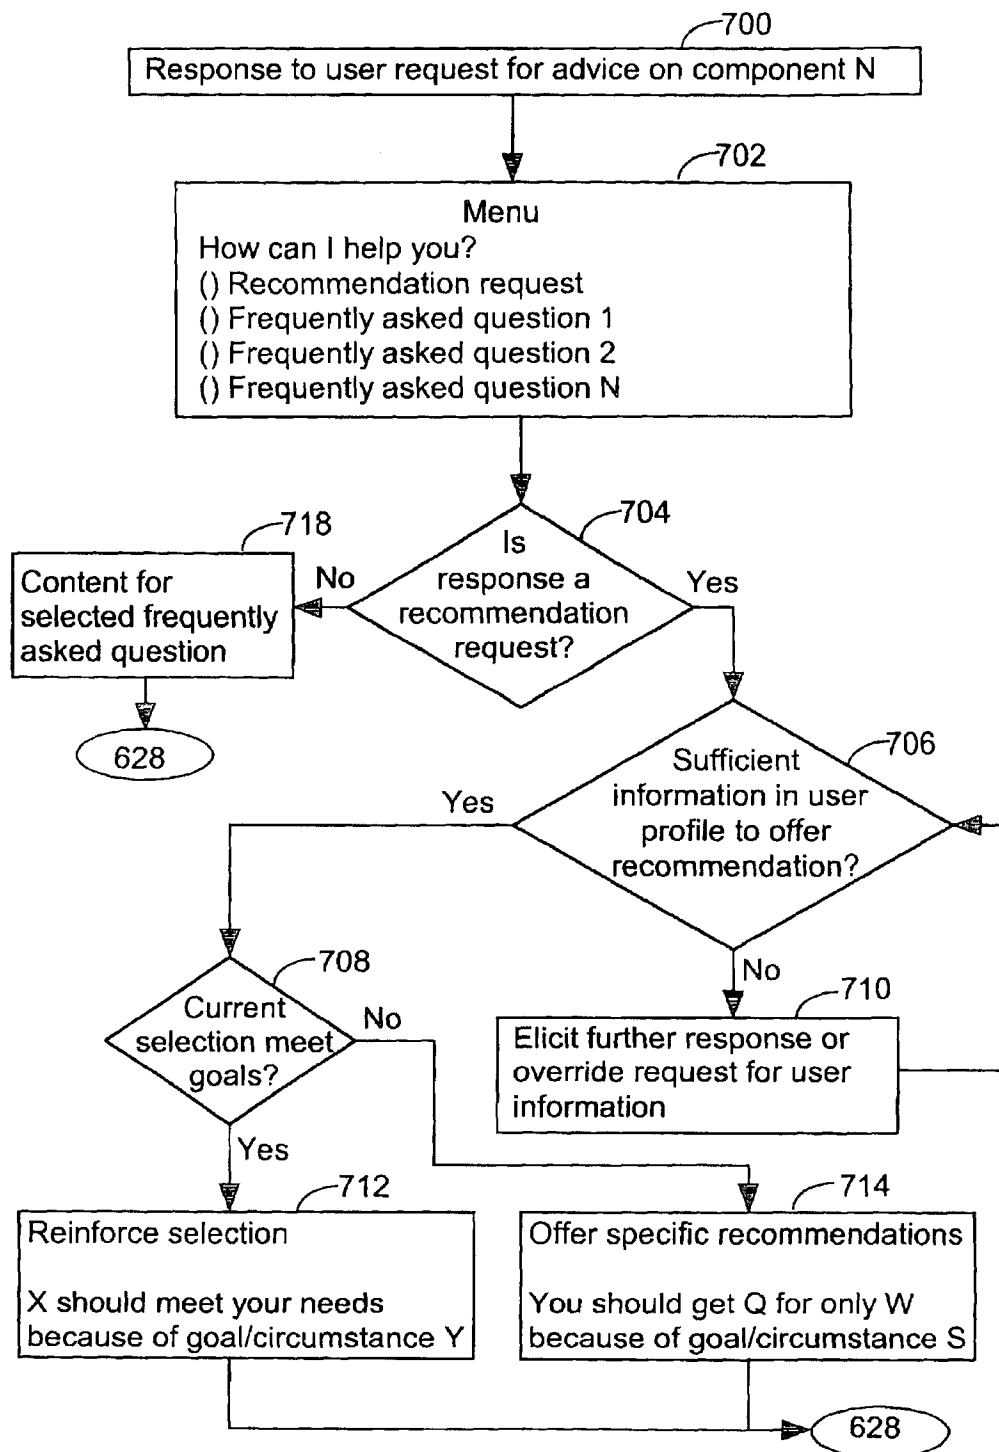 700
Response to user request for advice on component N
702
Menu
How can I help you?
() Recommendation request
() Frequently asked question 1
() Frequently asked question 2
() Frequently asked question N
704
Is
response a
recommendation
request?
No
Yes
718
Content for
selected frequently
asked question
628
706
Sufficient
information in user
profile to offer
recommendation?
Yes
No
708
Current
selection meet
goals?
No
Yes
710
Elicit further response or
override request for user
information
712
Reinforce selection
X should meet your needs
because of goal/circumstance Y
714
Offer specific recommendations
You should get Q for only W
because of goal/circumstance S
628